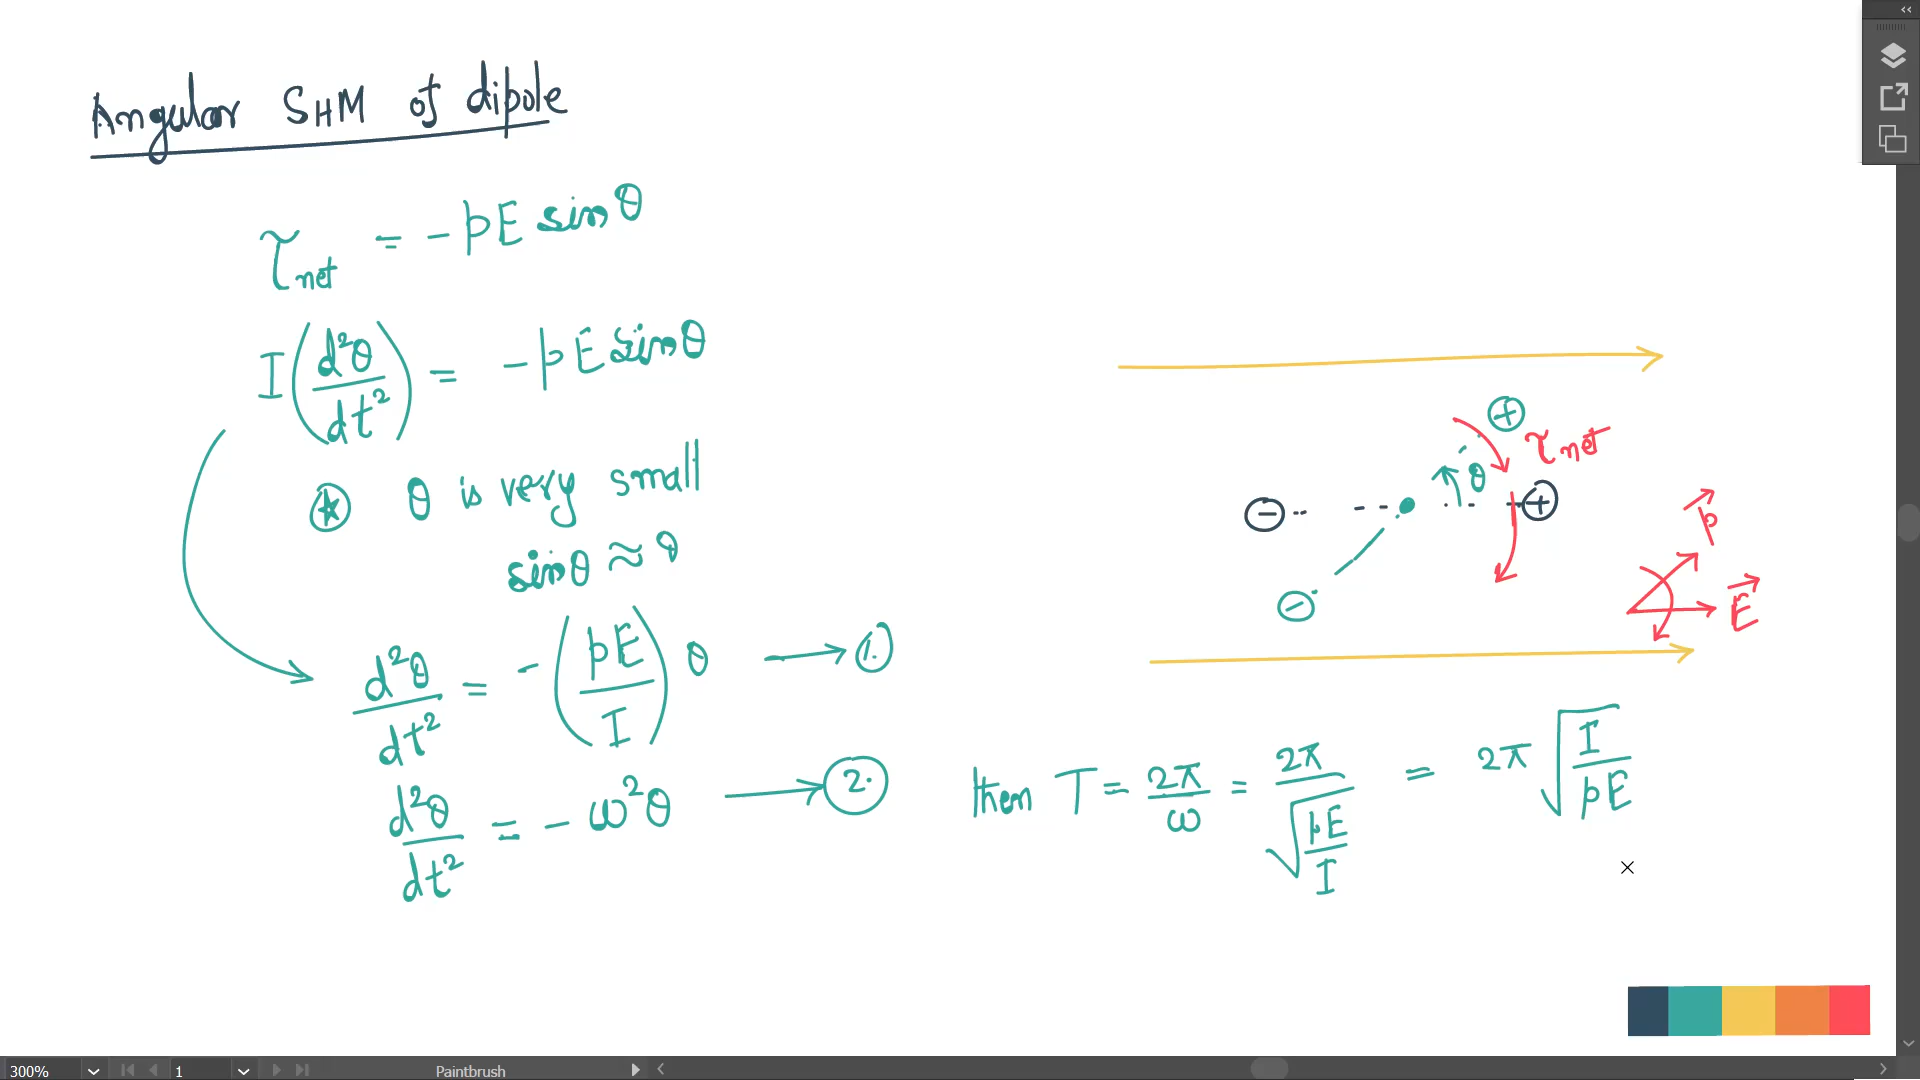 Angular SHM of dipole
τnet = - pE sinθ
I(d²θ/dt²) = - pE sinθ
⊛ θ is very small
sinθ ≈ θ
d²θ/dt² = - (pE/I) θ → ①.
d²θ/dt² = - ω²θ → ②.
⊕
τnet
θ
⊖ ⊕
⊖
p⃗
E⃗
then T = 2π/ω = 2π/√(pE/I) = 2π √(I/pE)
300% 1 Paintbrush